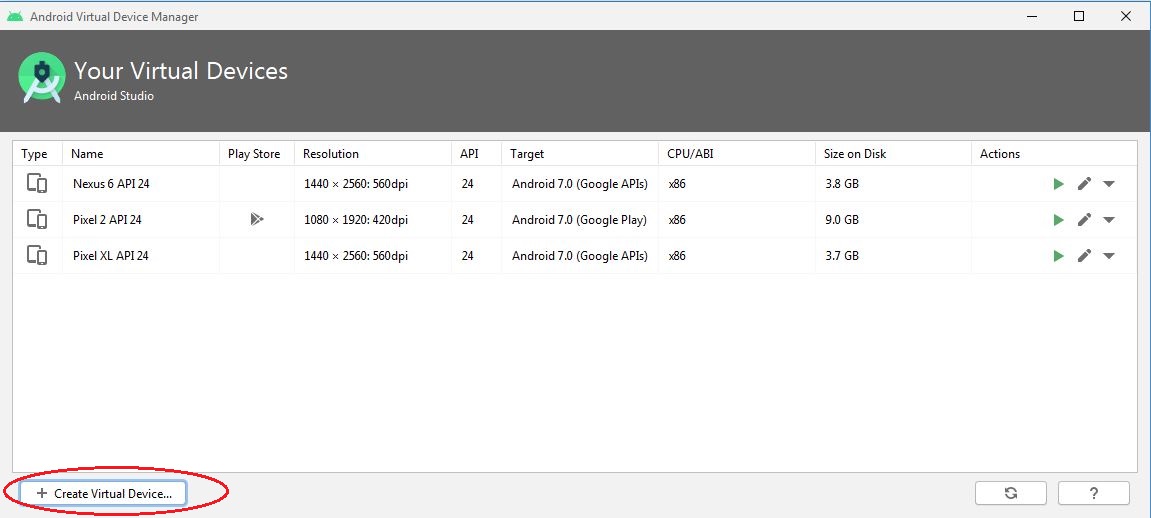 Android Virtual Device Manager
Your Virtual Devices
Android Studio
Type Name Play Store Resolution API Target CPU/ABI Size on Disk Actions
Nexus 6 API 24 1440 × 2560: 560dpi 24 Android 7.0 (Google APIs) x86 3.8 GB
Pixel 2 API 24 1080 × 1920: 420dpi 24 Android 7.0 (Google Play) x86 9.0 GB
Pixel XL API 24 1440 × 2560: 560dpi 24 Android 7.0 (Google APIs) x86 3.7 GB
+ Create Virtual Device... ?